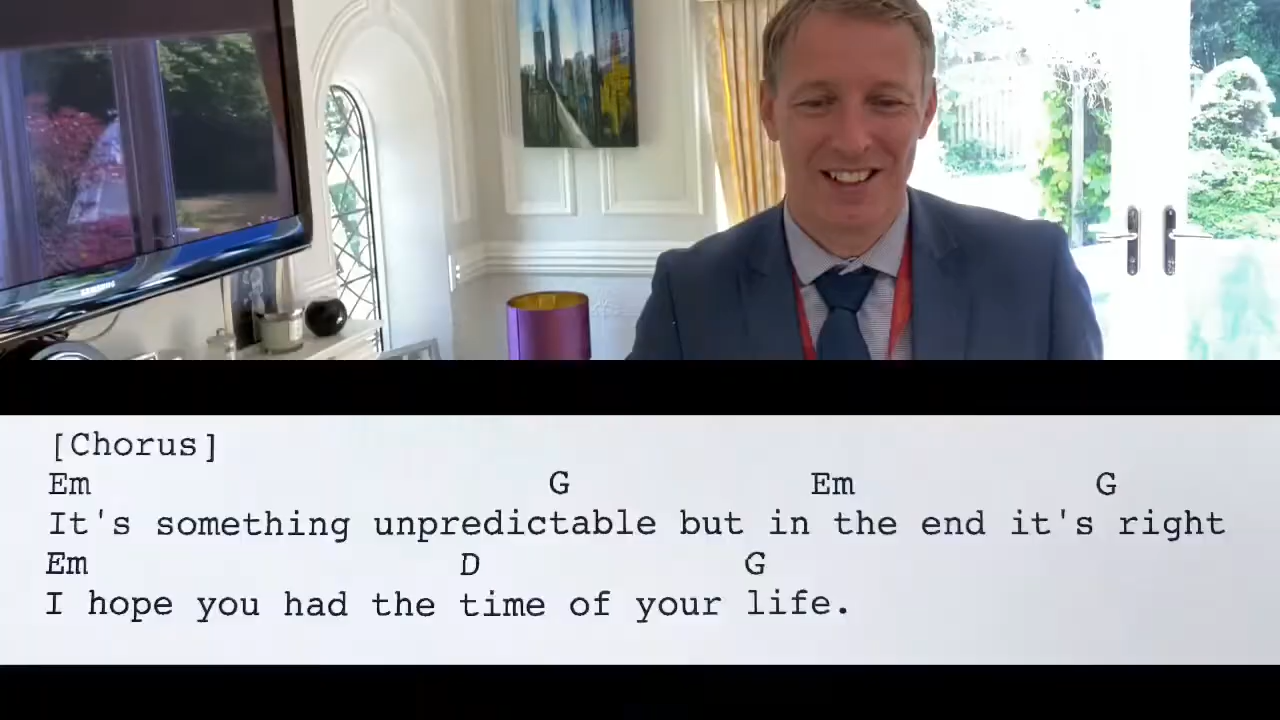 SAMSUNG
[Chorus]
Em G Em G
It's something unpredictable but in the end it's right
Em D G
I hope you had the time of your life.